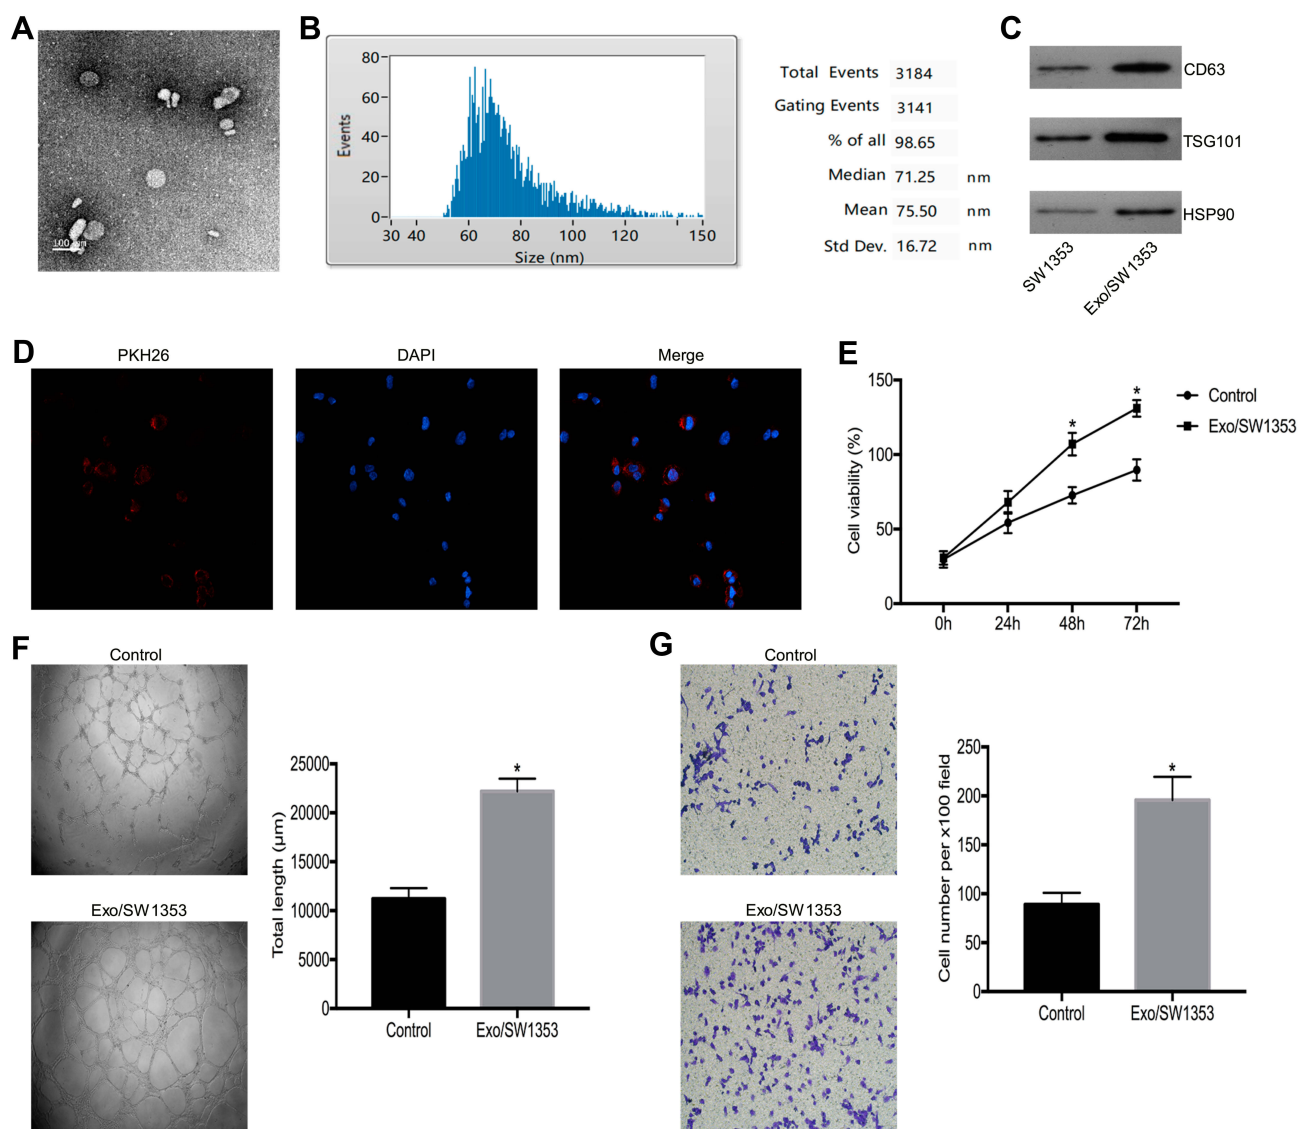 A
100 nm
B
80
60
40
20
0
Events
30 40 60 80 100 120 150
Size (nm)
Total Events 3184
Gating Events 3141
% of all 98.65
Median 71.25 nm
Mean 75.50 nm
Std Dev. 16.72 nm
C
CD63
TSG101
HSP90
SW1353
Exo/SW1353
D
PKH26
DAPI
Merge
E
150
100
50
0
Cell viability (%)
0h 24h 48h 72h
*
*
Control
Exo/SW1353
F
Control
Exo/SW1353
25000
20000
15000
10000
5000
0
Total length (μm)
*
Control Exo/SW1353
G
Control
Exo/SW1353
250
200
150
100
50
0
Cell number per x100 field
*
Control Exo/SW1353